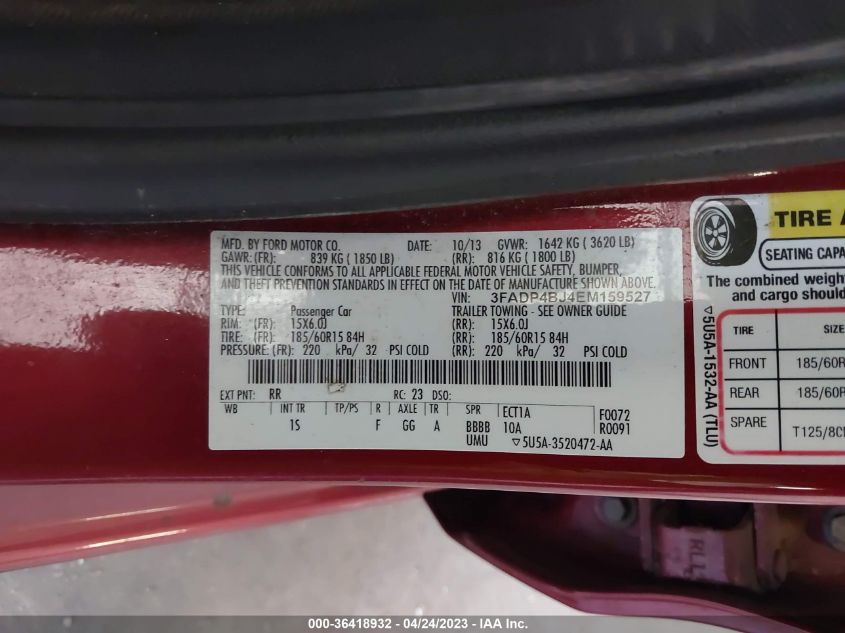 MFD. BY FORD MOTOR CO. DATE: 10/13 GVWR: 1642 KG ( 3620 LB)
GAWR: (FR): 839 KG ( 1850 LB) (RR): 816 KG ( 1800 LB)
THIS VEHICLE CONFORMS TO ALL APPLICABLE FEDERAL MOTOR VEHICLE SAFETY, BUMPER,
AND THEFT PREVENTION STANDARDS IN EFFECT ON THE DATE OF MANUFACTURE SHOWN ABOVE.
VIN: 3FADP4BJ4EM159527
TYPE: Passenger Car TRAILER TOWING - SEE OWNER GUIDE
RIM: (FR): 15X6.0J (RR): 15X6.0J
TIRE: (FR): 185/60R15 84H (RR): 185/60R15 84H
PRESSURE: (FR): 220 kPa/ 32 PSI COLD (RR): 220 kPa/ 32 PSI COLD
EXT PNT: RR RC: 23 DSO:
WB INT TR TP/PS R AXLE TR SPR ECT1A F0072
1S F GG A BBBB 10A R0091
UMU ▽5U5A-3520472-AA
▽5U5A-1532-AA (TLU)
TIRE A
SEATING CAPA
The combined weight
and cargo should
TIRE SIZE
FRONT 185/60R
REAR 185/60R
SPARE T125/8
RL
000-36418932 - 04/24/2023 - IAA Inc.